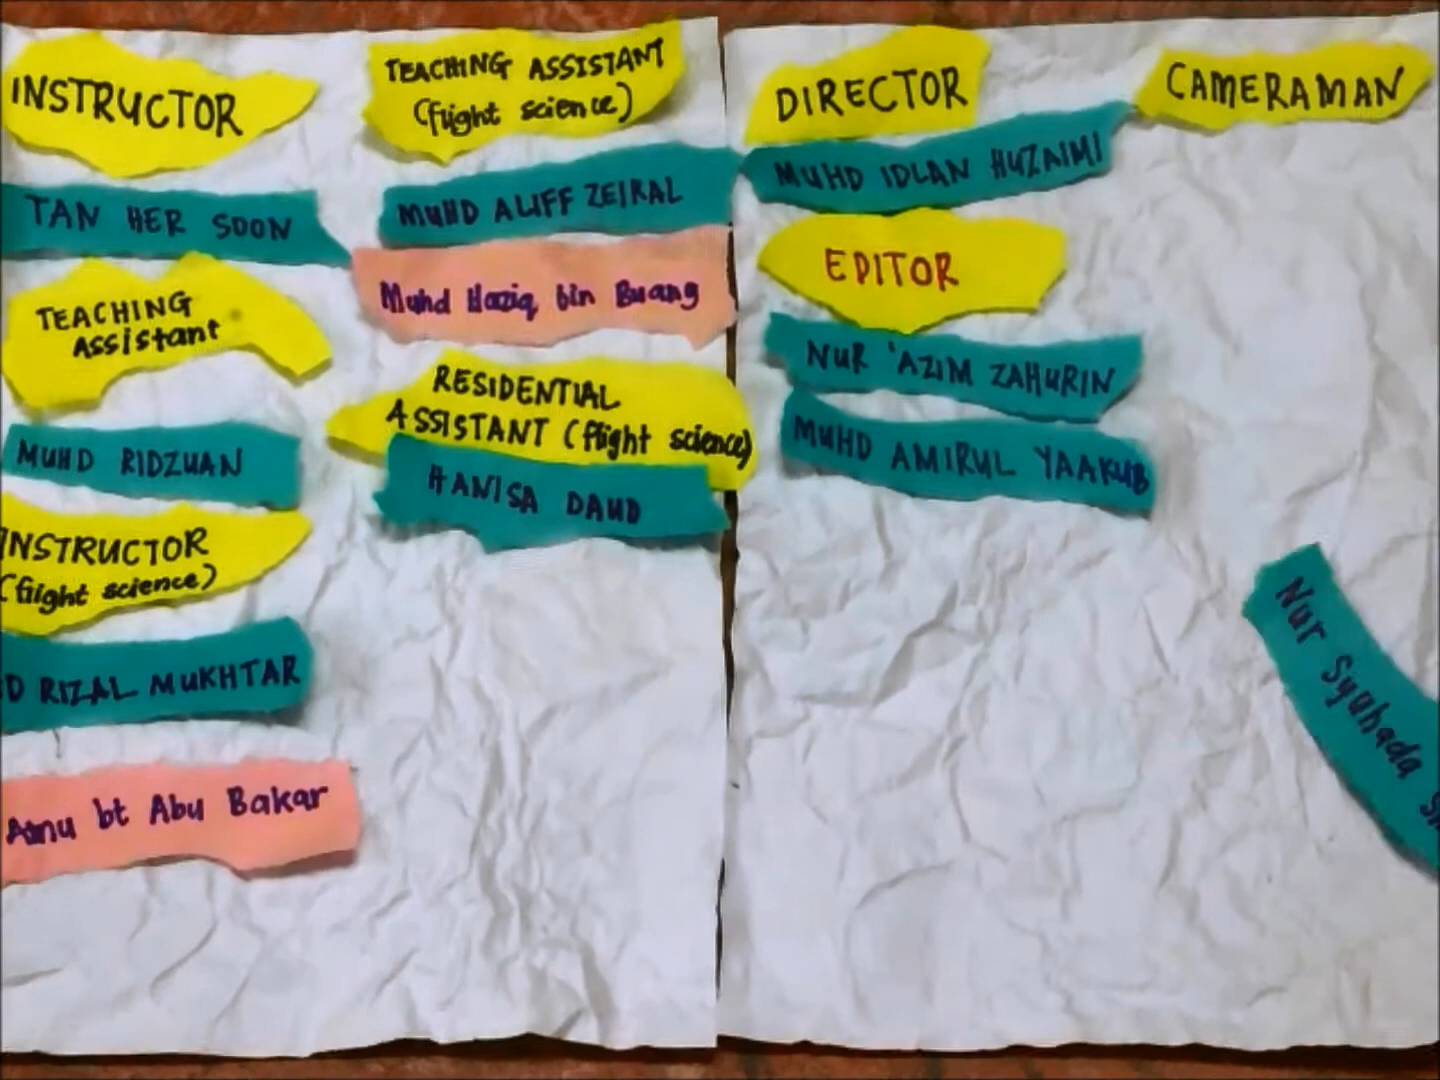 INSTRUCTOR
TAN HER SOON
TEACHING
Assistant
MUHD RIDZUAN
INSTRUCTOR
(flight science)
D RIZAL MUKHTAR
bt Abu Bakar
TEACHING ASSISTANT
(flight science)
MUHD ALIFF ZEIRAL
Muhd Haziq bin Buang
RESIDENTIAL
ASSISTANT (flight science)
HANISA DAUD
DIRECTOR
MUHD IDLAN HUZAIMI
EDITOR
NUR 'AZIM ZAHURIN
MUHD AMIRUL YAAKUB
CAMERAMAN
Nur Syuhada